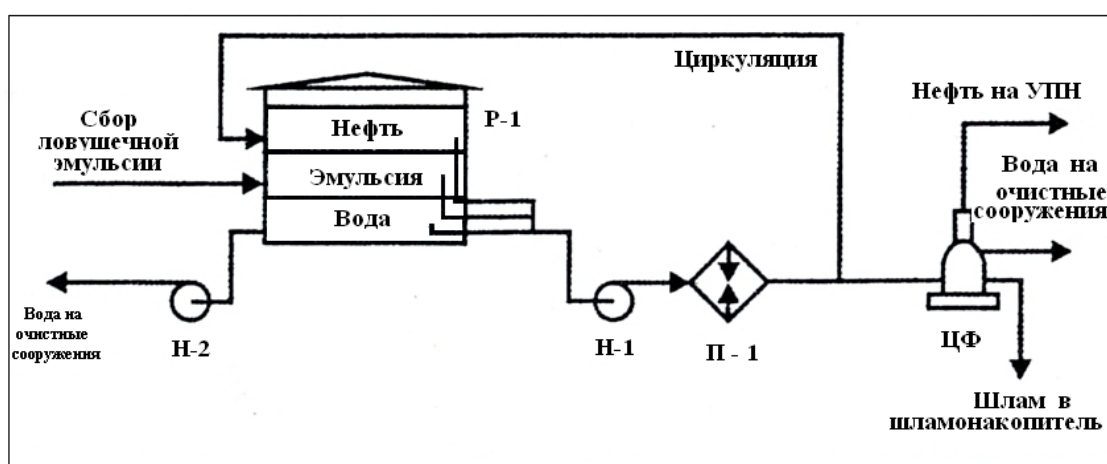 Циркуляция
Нефть на УПН
Сбор
ловушечной
эмульсии
Нефть
Р-1
Эмульсия
Вода
Вода на
очистные
сооружения
Вода на
очистные
сооружения
Н-2
Н-1
П - 1
ЦФ
Шлам в
шламонакопитель